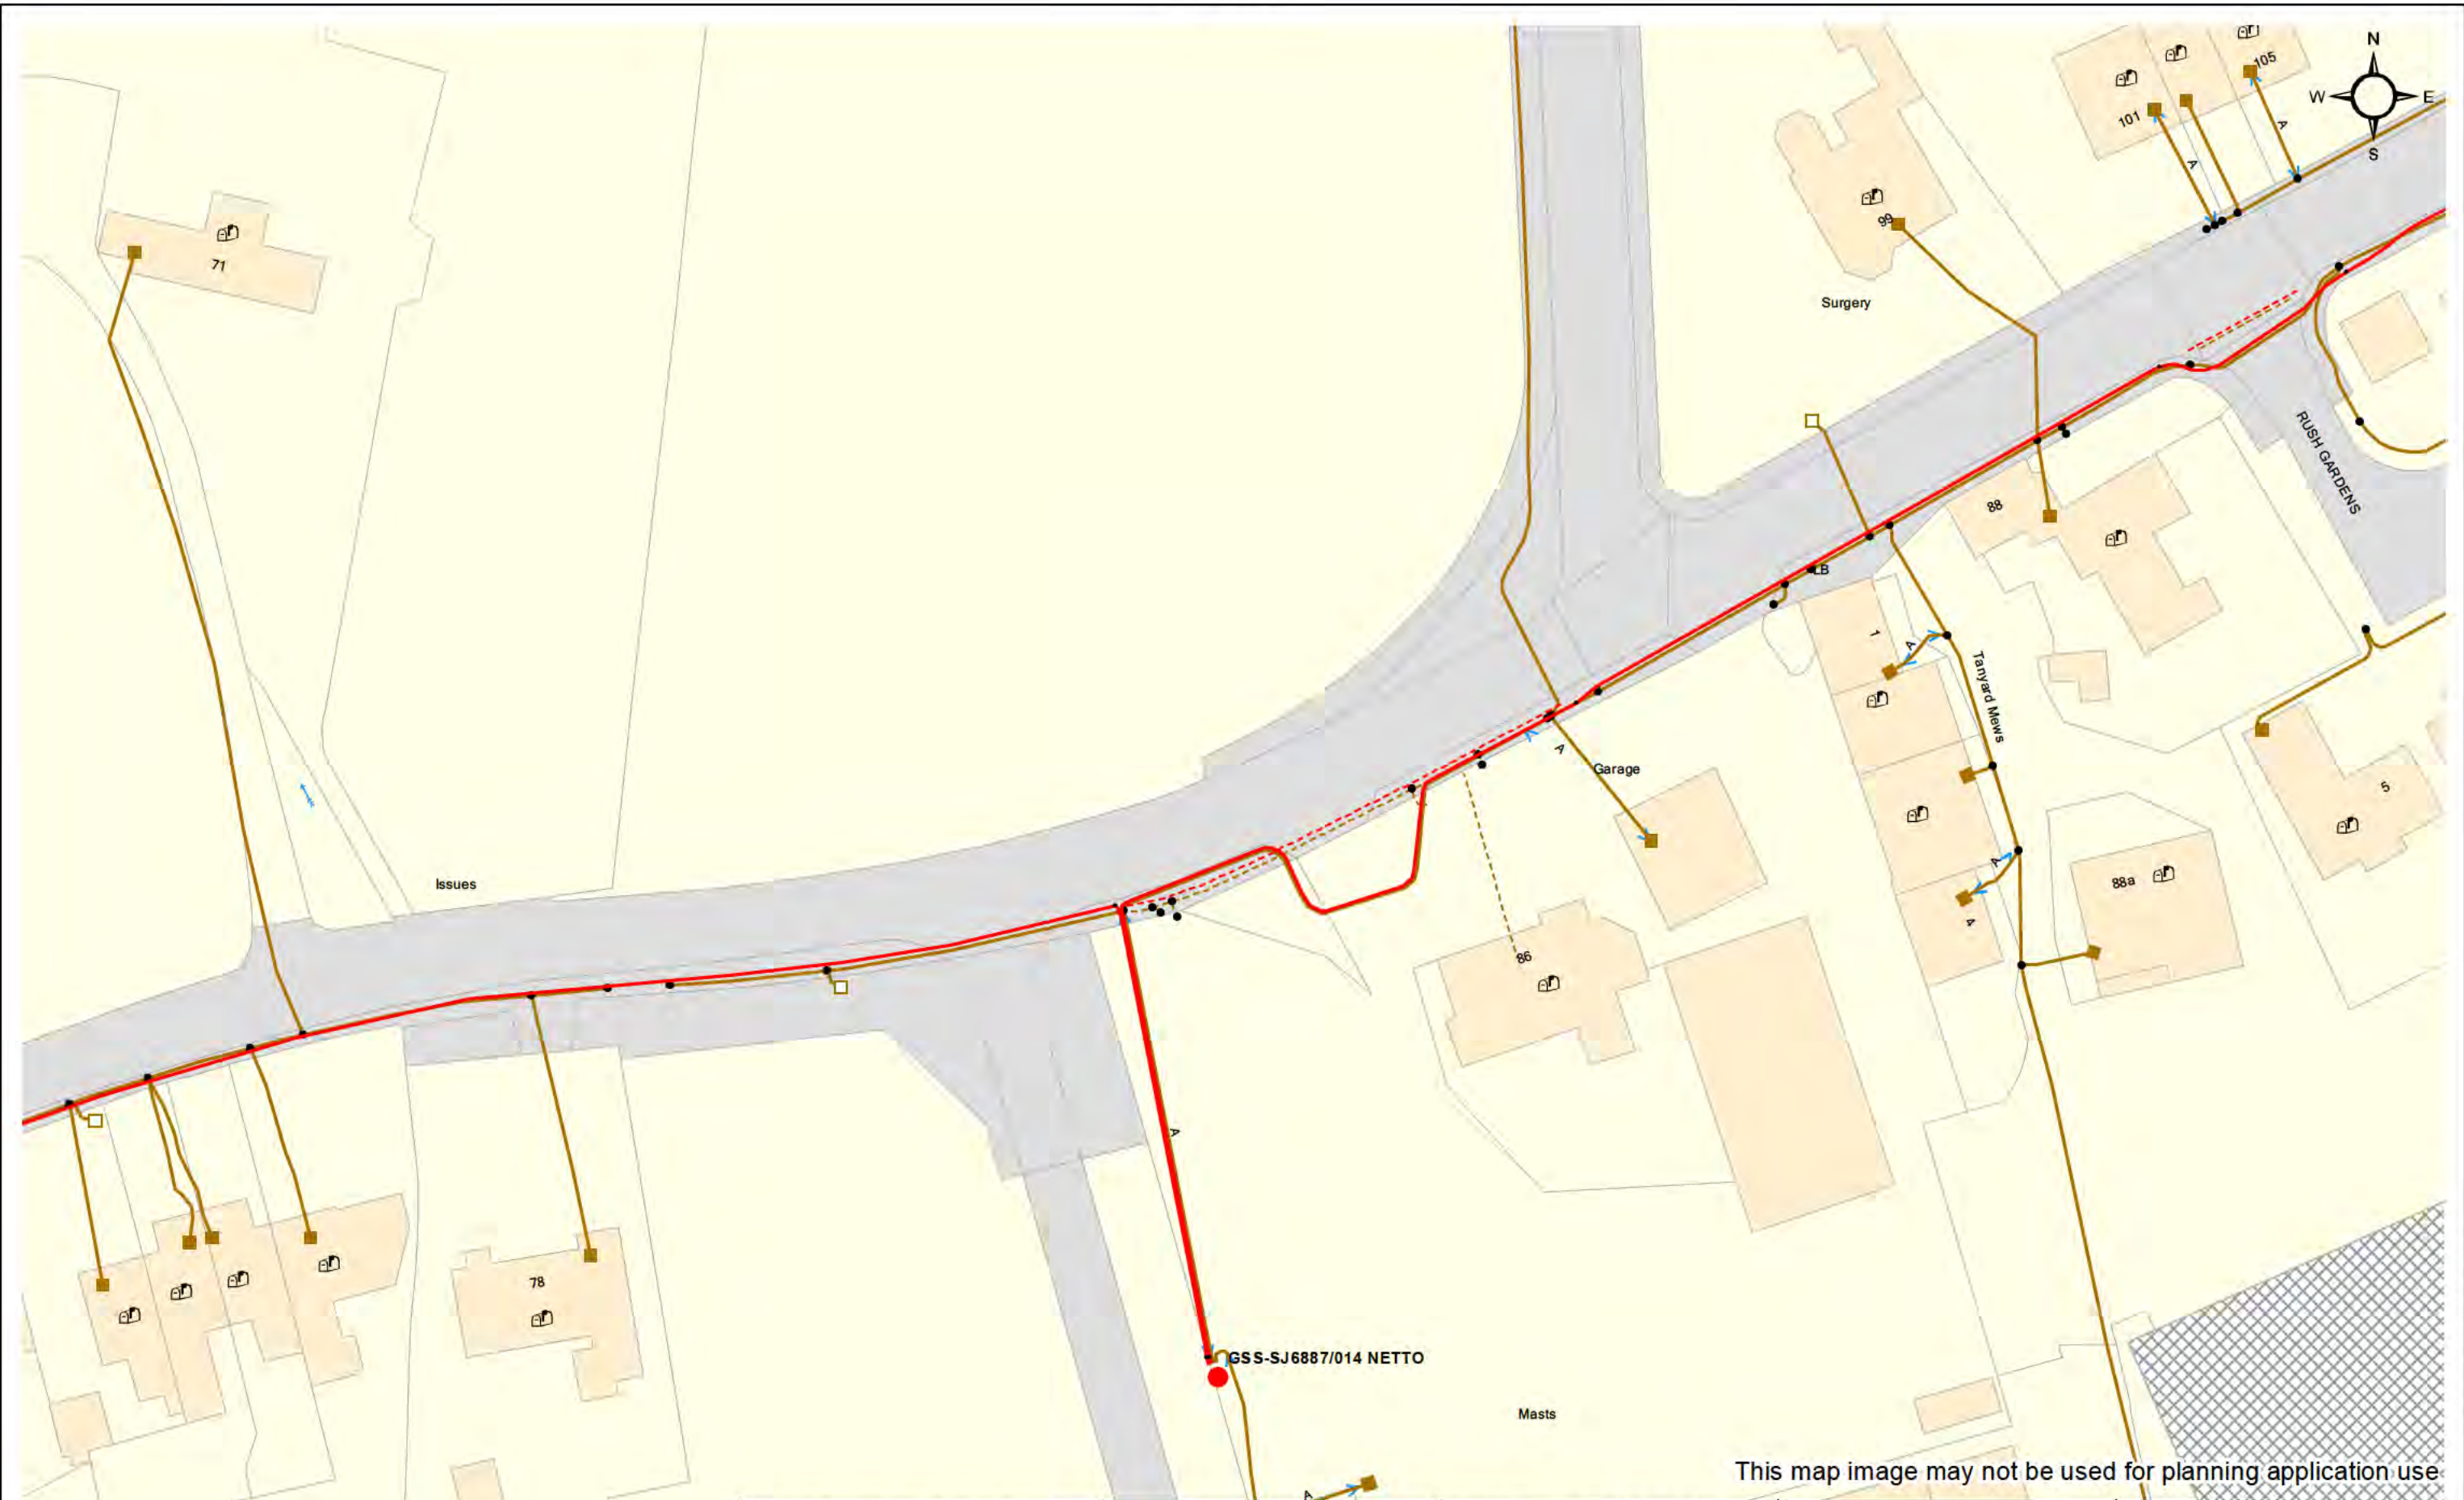 N
W E
S
105
101
A
A
71
99
Surgery
RUSH GARDENS
88
LB
1
A
Tanyard Mews
A
Garage
5
Issues
A
88a
4
86
A
78
GSS-SJ6887/014 NETTO
Masts
This map image may not be used for planning application use
A